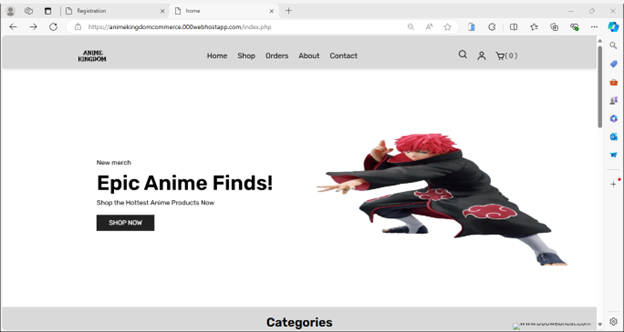 Registration
home
https://animekingdomcommerce.000webhostapp.com/index.php
ANIME
KINGDOM
Home Shop Orders About Contact
( 0 )
New merch
Epic Anime Finds!
Shop the Hottest Anime Products Now
SHOP NOW
Categories
www.000webhost.com